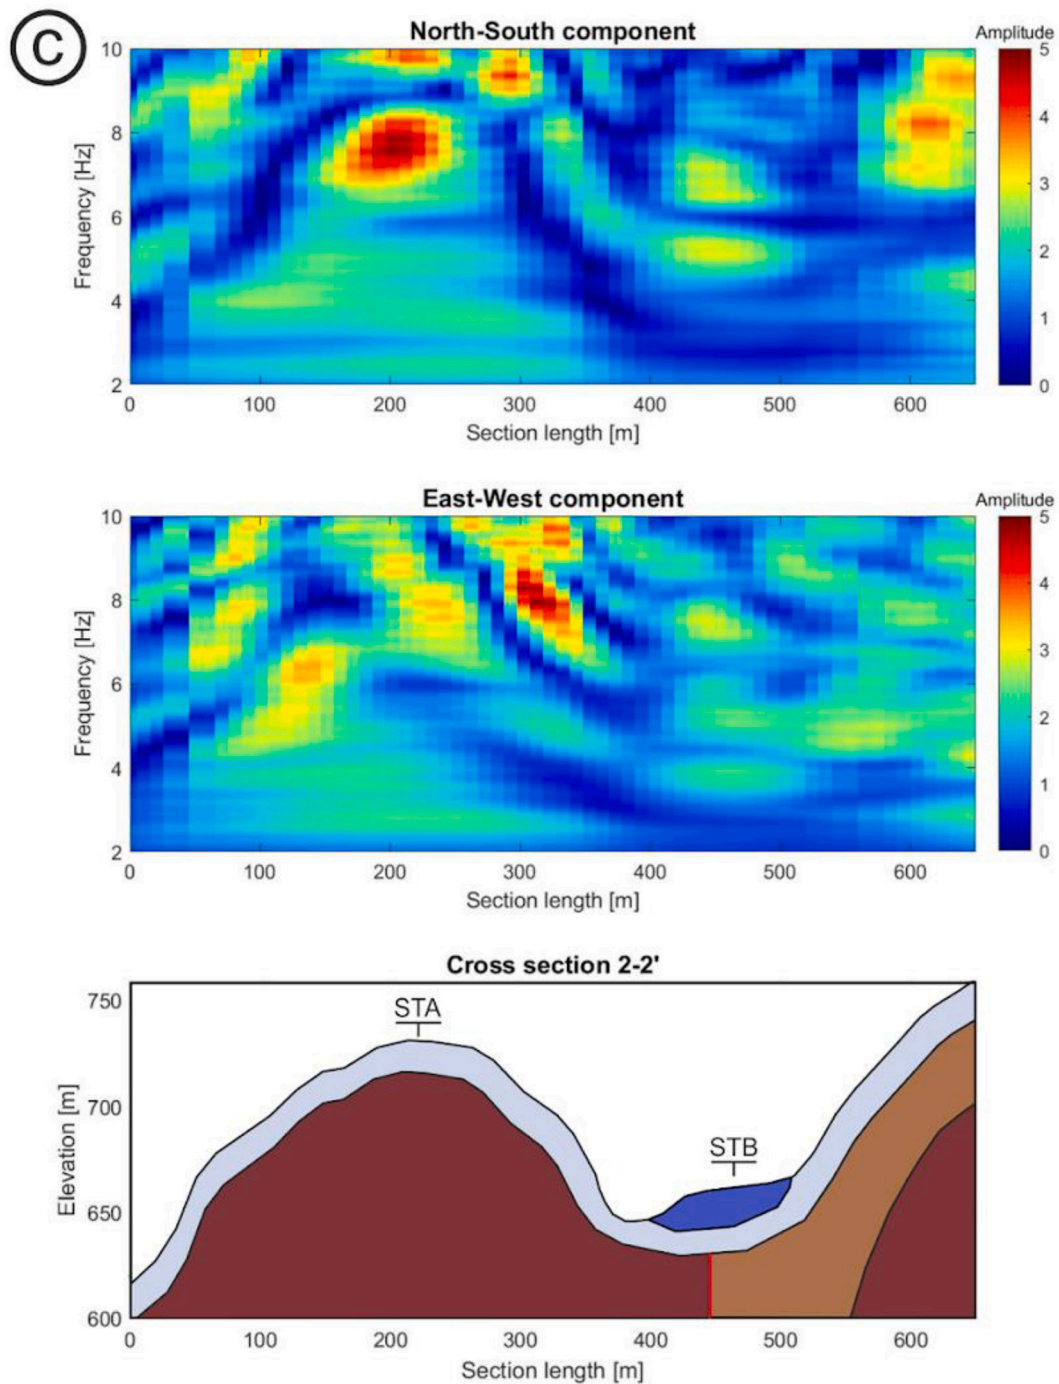 C
North-South component
Amplitude
10
8
6
4
2
Frequency [Hz]
0 100 200 300 400 500 600
Section length [m]
5
4
3
2
1
0
East-West component
Amplitude
10
8
6
4
2
Frequency [Hz]
0 100 200 300 400 500 600
Section length [m]
5
4
3
2
1
0
Cross section 2-2'
750
700
650
600
Elevation [m]
STA
STB
0 100 200 300 400 500 600
Section length [m]